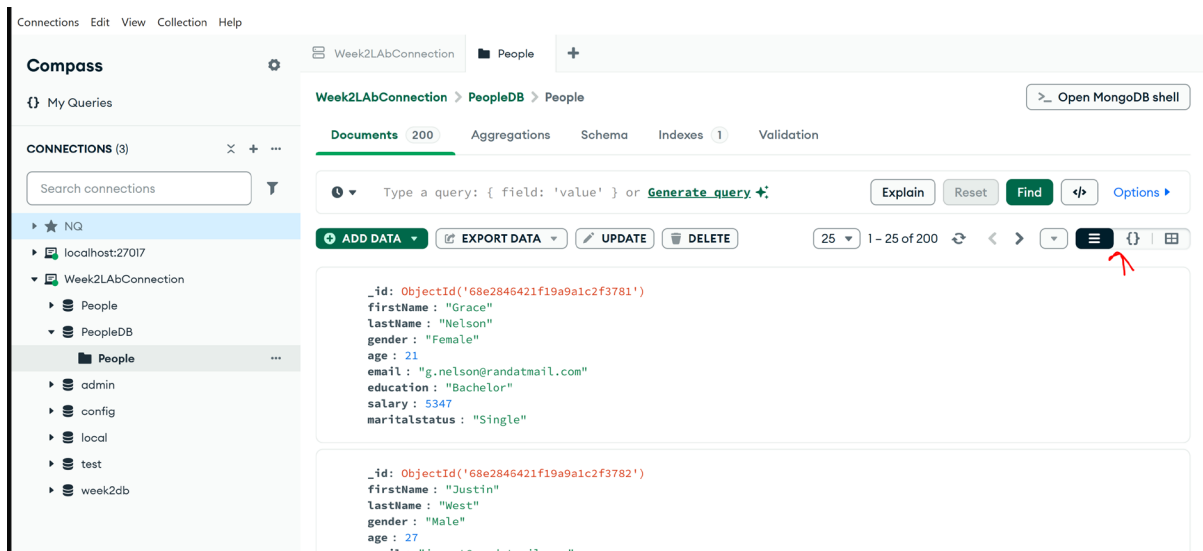 Connections Edit View Collection Help
Compass
{} My Queries
CONNECTIONS (3)
Search connections
NQ
localhost:27017
Week2LAbConnection
People
PeopleDB
People
admin
config
local
test
week2db
Week2LAbConnection People
Week2LAbConnection > PeopleDB > People
>_ Open MongoDB shell
Documents 200 Aggregations Schema Indexes 1 Validation
Type a query: { field: 'value' } or Generate query
Explain Reset Find </> Options
ADD DATA EXPORT DATA UPDATE DELETE
25 1 – 25 of 200 {}
_id: ObjectId('68e2846421f19a9a1c2f3781')
firstName : "Grace"
lastName : "Nelson"
gender : "Female"
age : 21
email : "g.nelson@randatmail.com"
education : "Bachelor"
salary : 5347
maritalstatus : "Single"
_id: ObjectId('68e2846421f19a9a1c2f3782')
firstName : "Justin"
lastName : "West"
gender : "Male"
age : 27